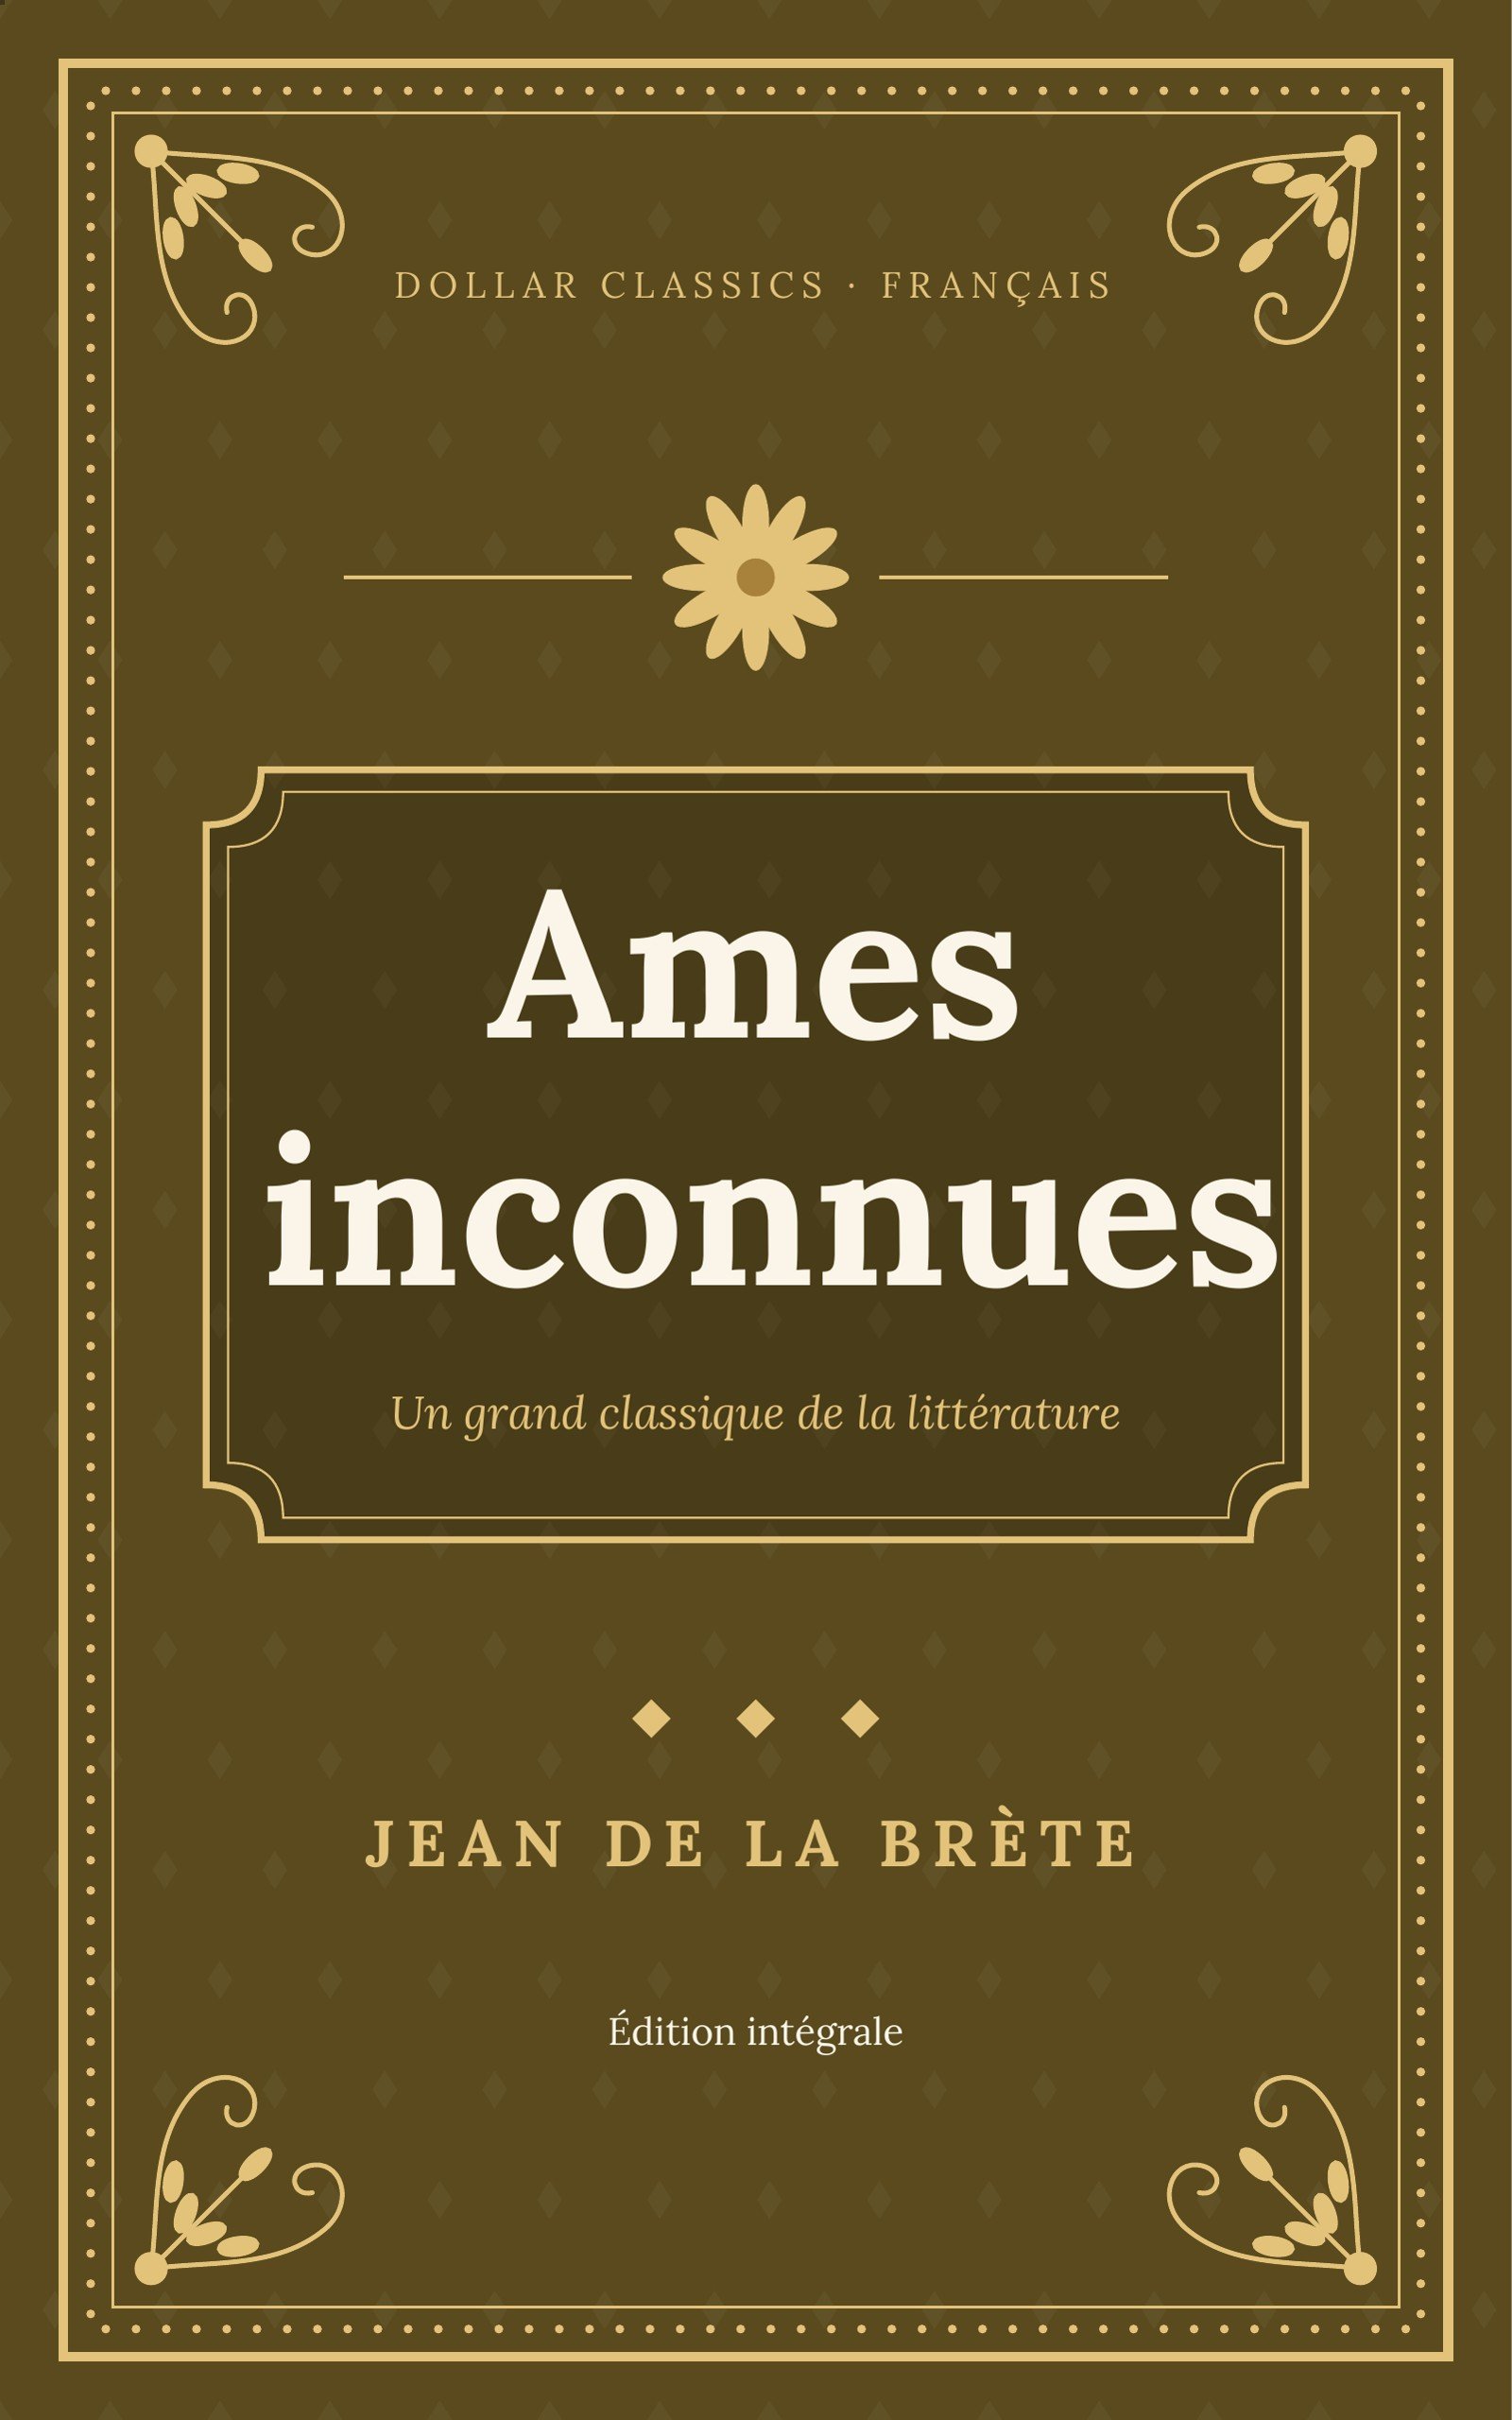 DOLLAR CLASSICS · FRANÇAIS
Ames
inconnues
Un grand classique de la littérature
JEAN DE LA BRÈTE
Édition intégrale